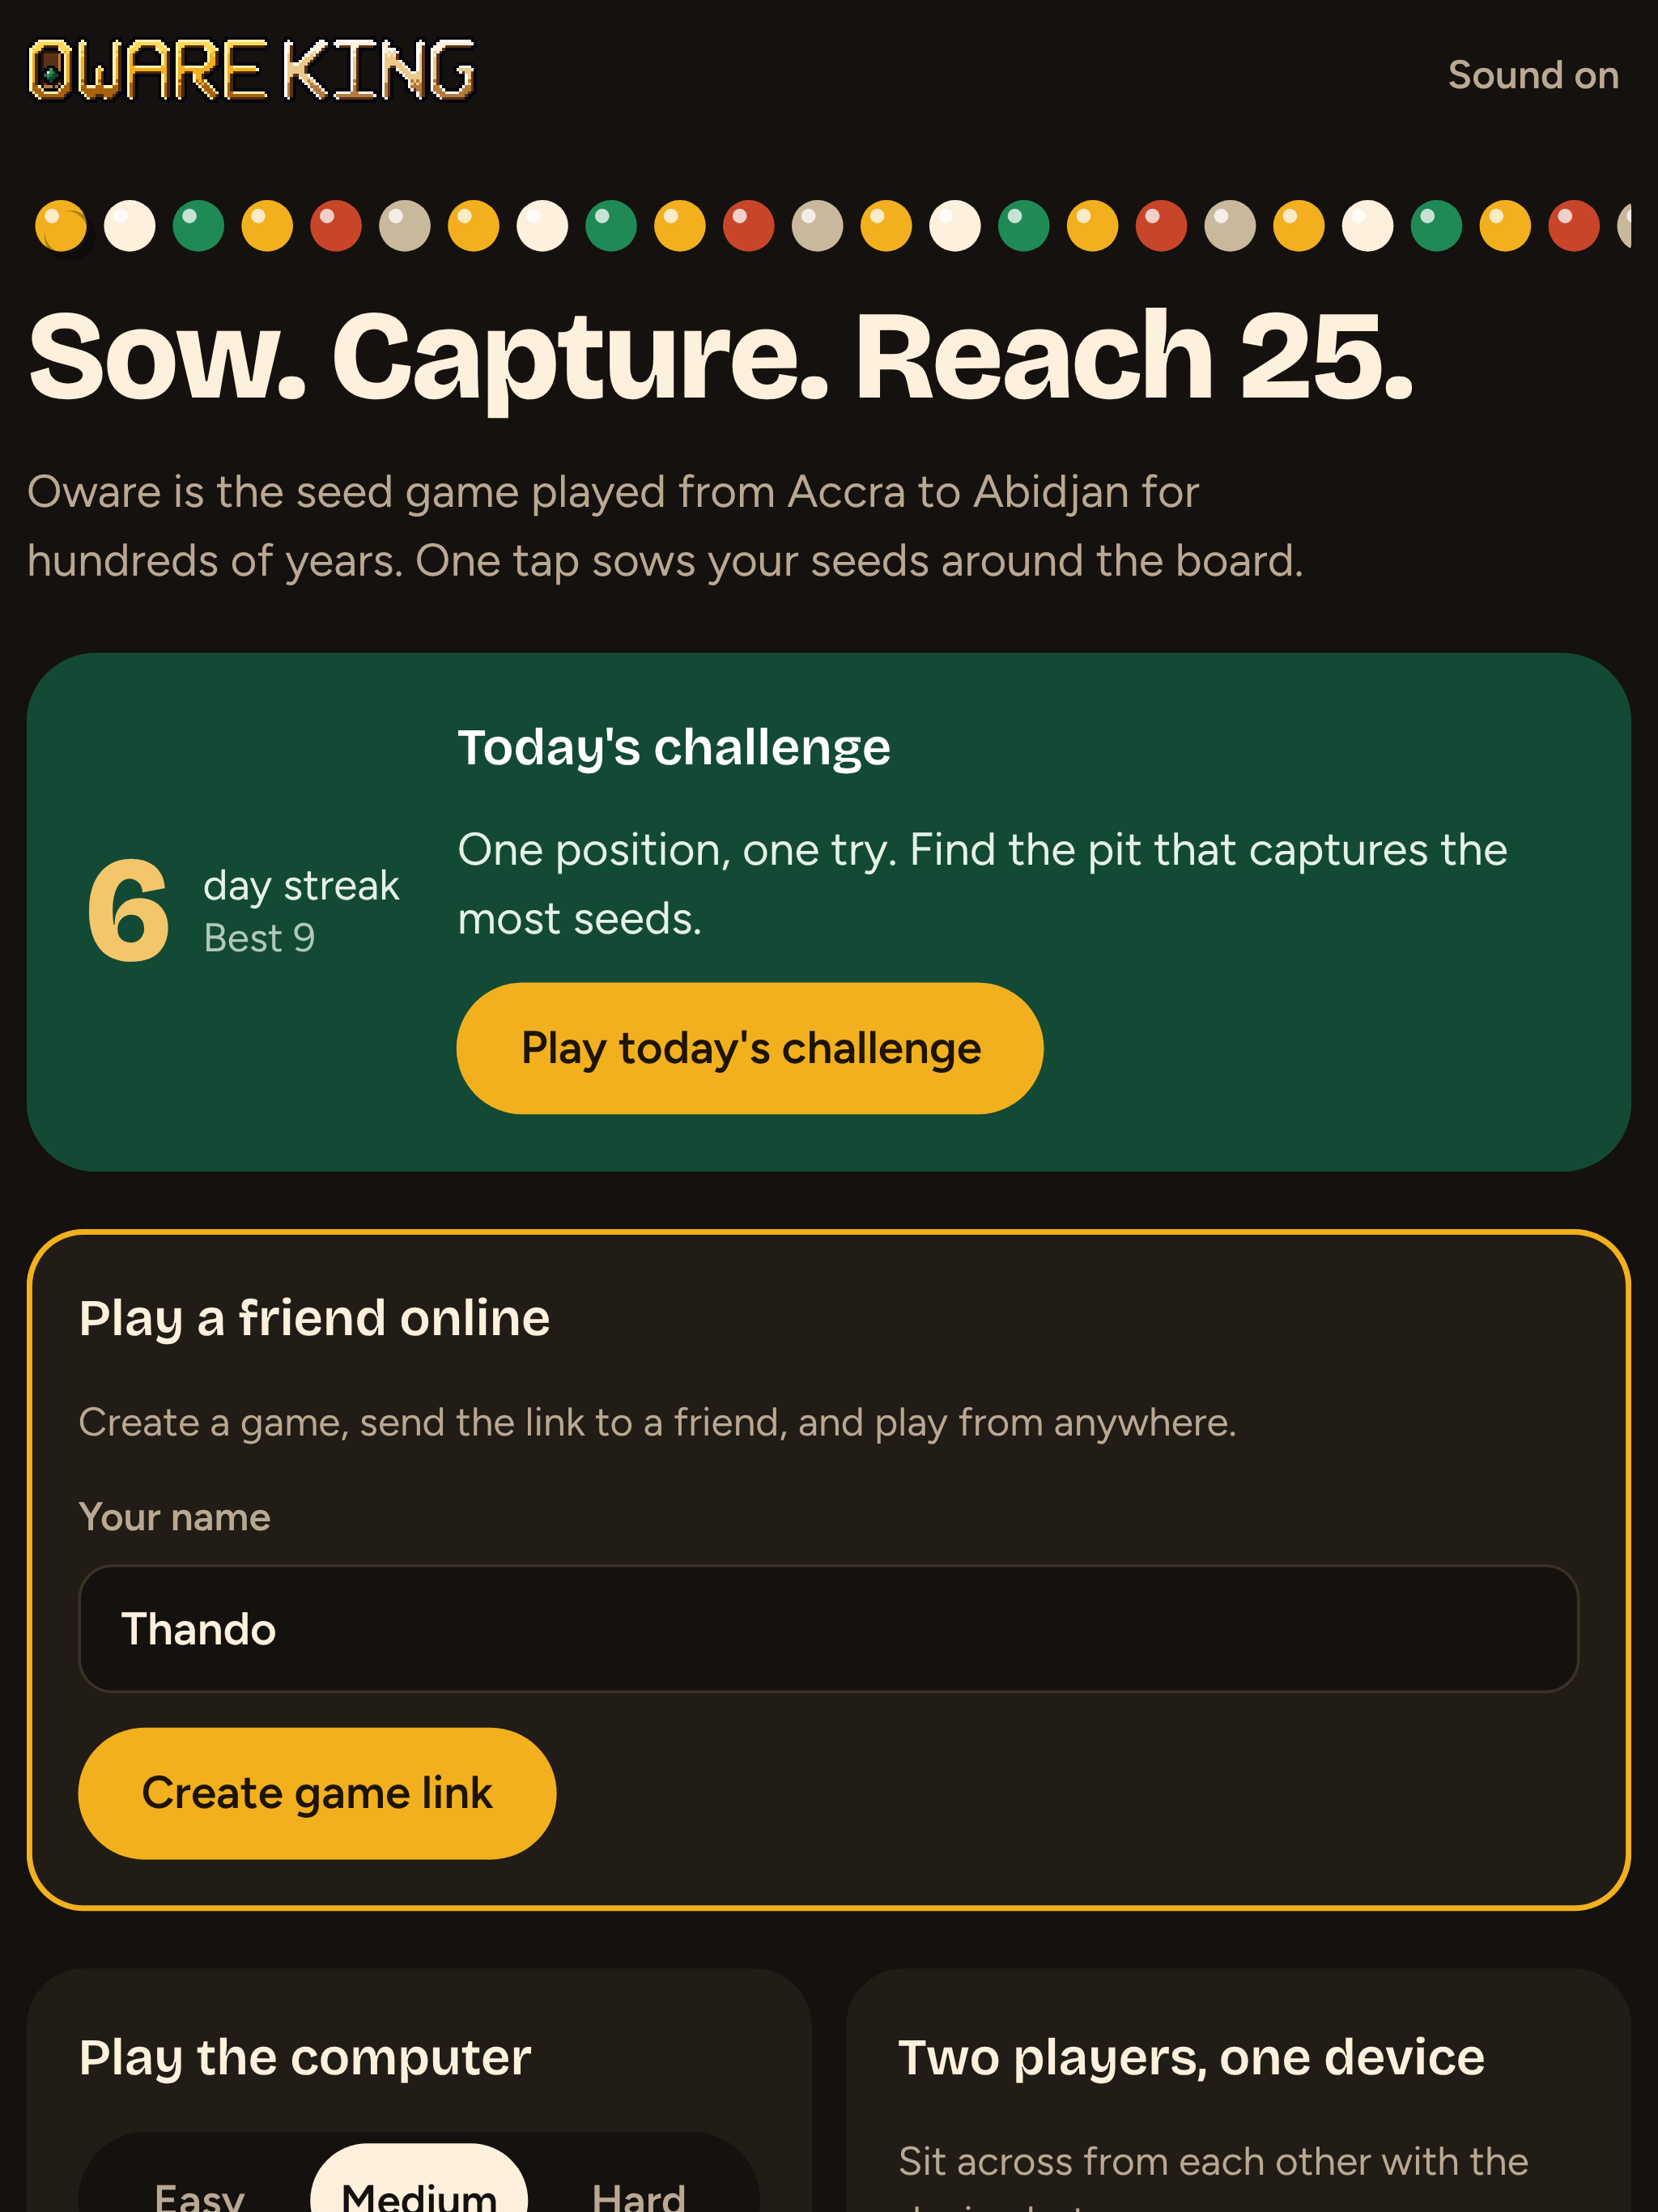 OWARE KING
Sound on
Sow. Capture. Reach 25.
Oware is the seed game played from Accra to Abidjan for
hundreds of years. One tap sows your seeds around the board.
Today's challenge
One position, one try. Find the pit that captures the
most seeds.
6
day streak
Best 9
Play today's challenge
Play a friend online
Create a game, send the link to a friend, and play from anywhere.
Your name
Thando
Create game link
Play the computer
Easy
Medium
Hard
Two players, one device
Sit across from each other with the